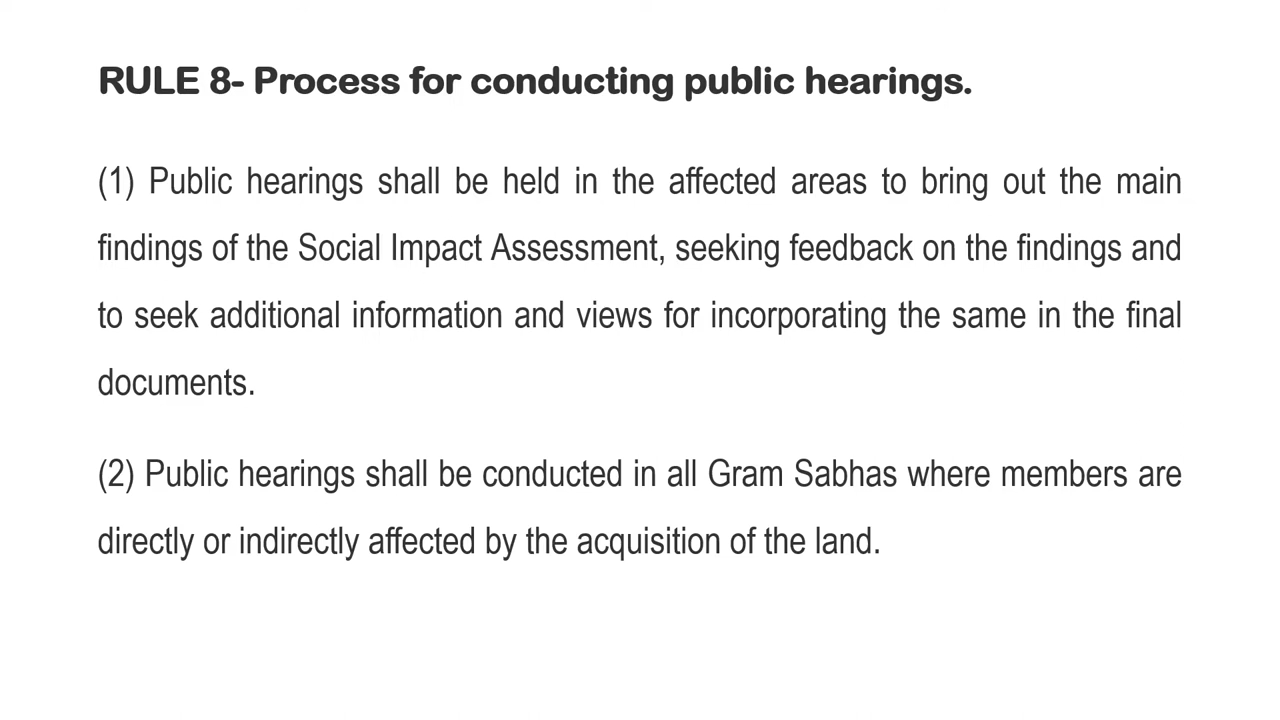 RULE 8- Process for conducting public hearings.
(1) Public hearings shall be held in the affected areas to bring out the main
findings of the Social Impact Assessment, seeking feedback on the findings and
to seek additional information and views for incorporating the same in the final
documents.
(2) Public hearings shall be conducted in all Gram Sabhas where members are
directly or indirectly affected by the acquisition of the land.